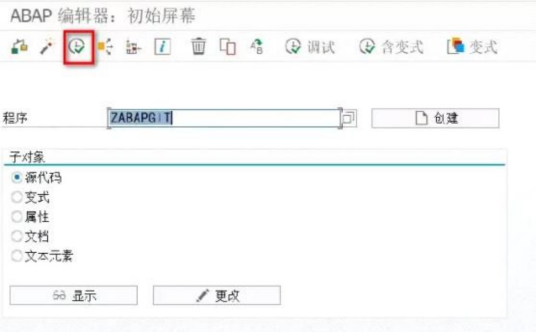 ABAP 编辑器：初始屏幕
调试 含变式 变式
程序 ZABAPGIT 创建
子对象
源代码
变式
属性
文档
文本元素
显示 更改